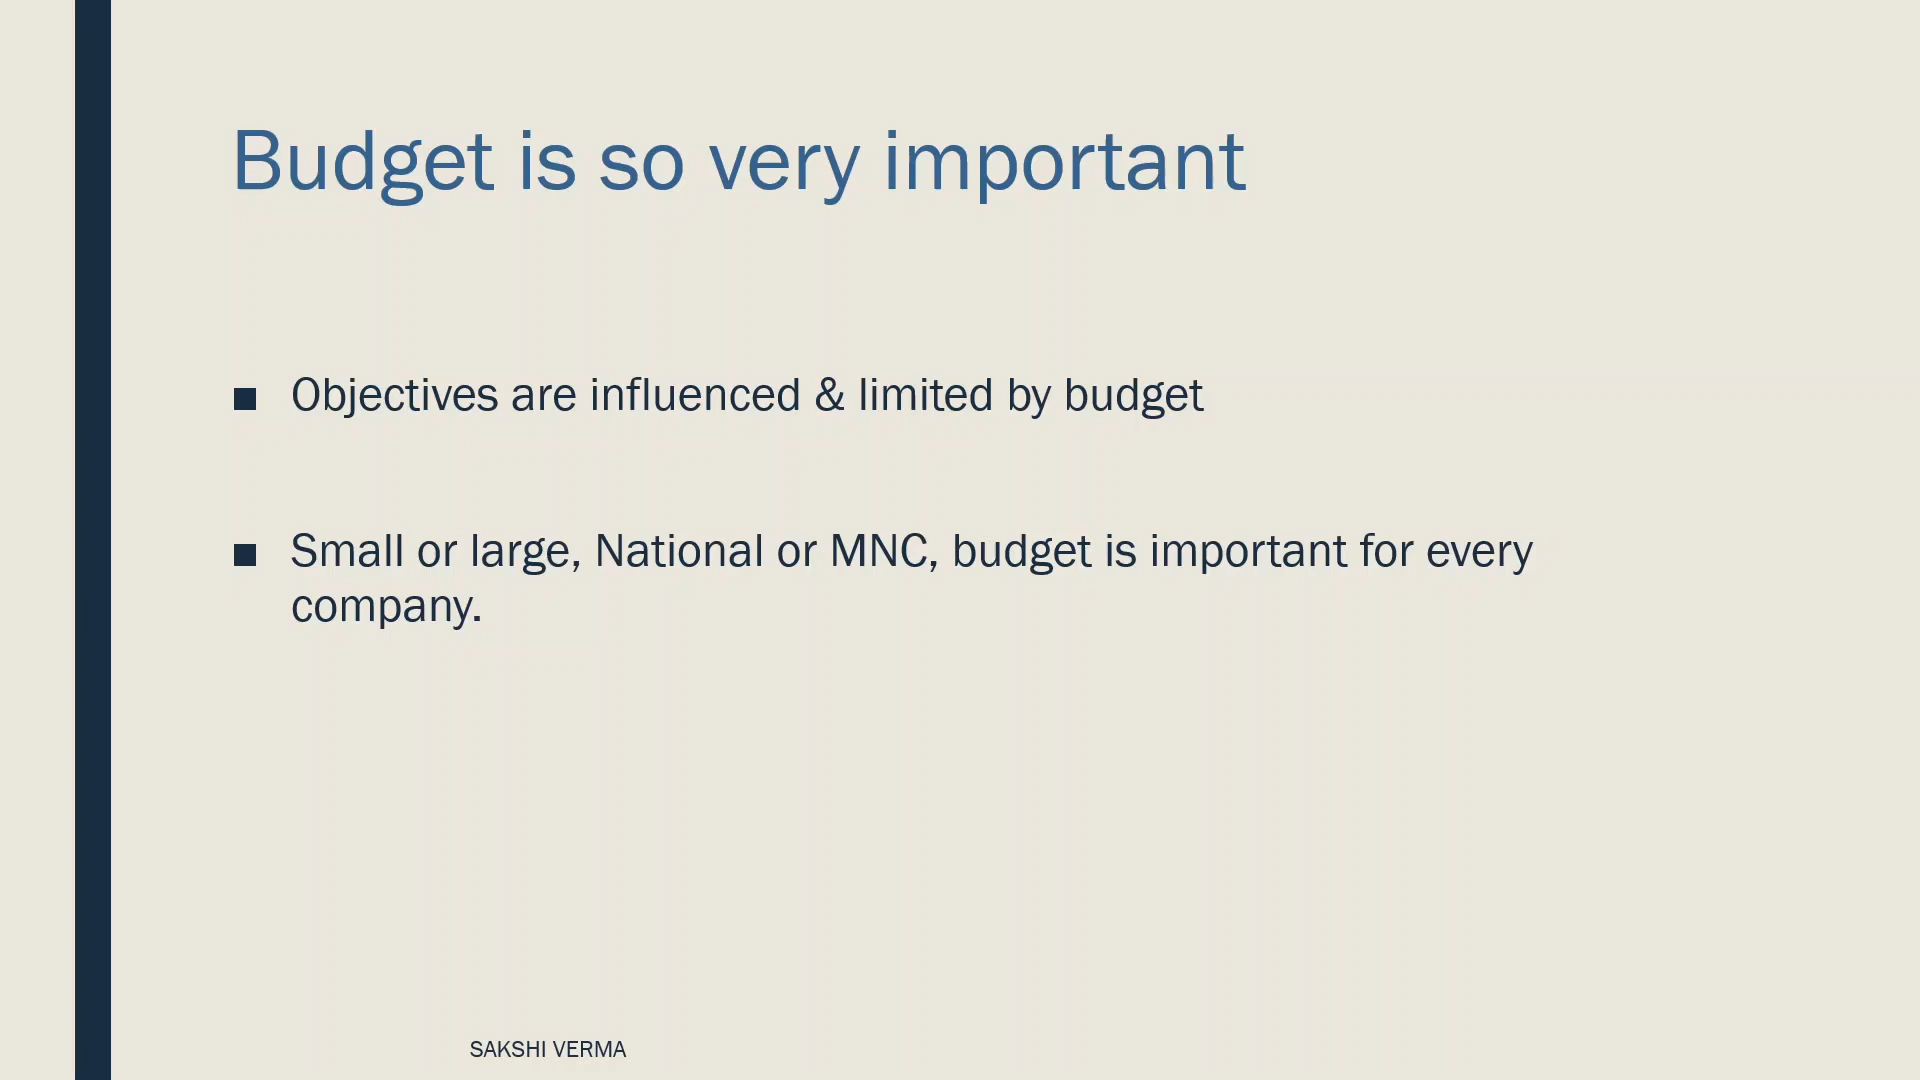 Budget is so very important
■ Objectives are influenced & limited by budget
■ Small or large, National or MNC, budget is important for every
company.
SAKSHI VERMA